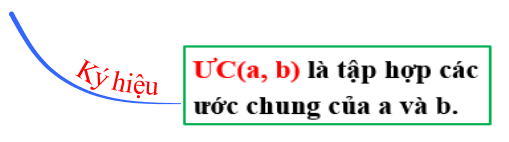 Ký hiệu
ƯC(a, b) là tập hợp các
ước chung của a và b.